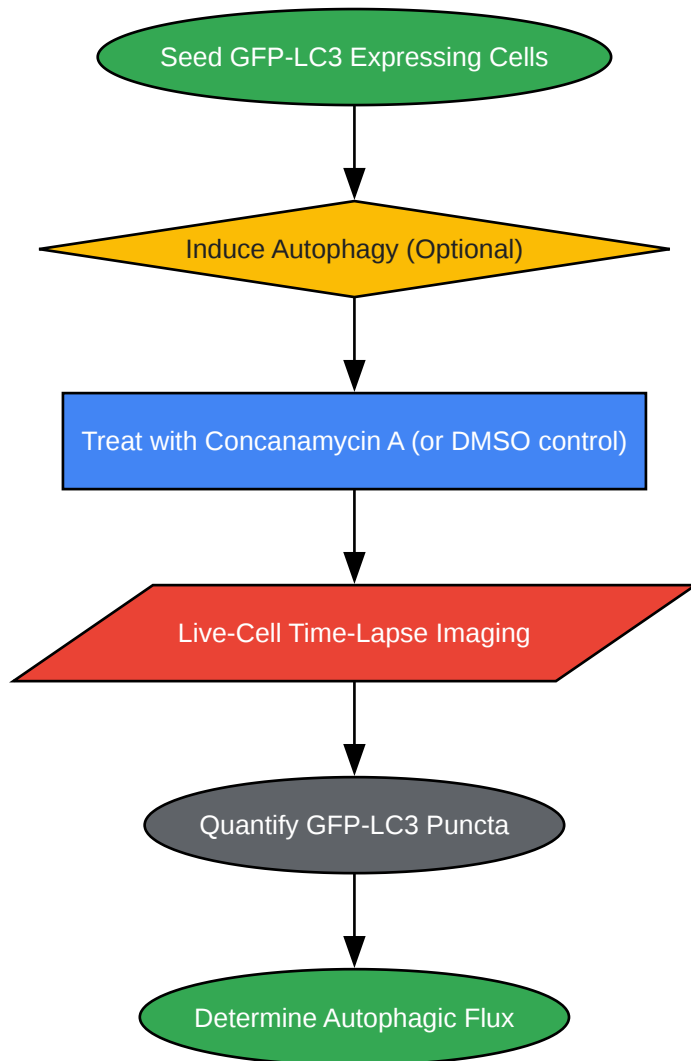 Seed GFP-LC3 Expressing Cells
Induce Autophagy (Optional)
Treat with Concanamycin A (or DMSO control)
Live-Cell Time-Lapse Imaging
Quantify GFP-LC3 Puncta
Determine Autophagic Flux